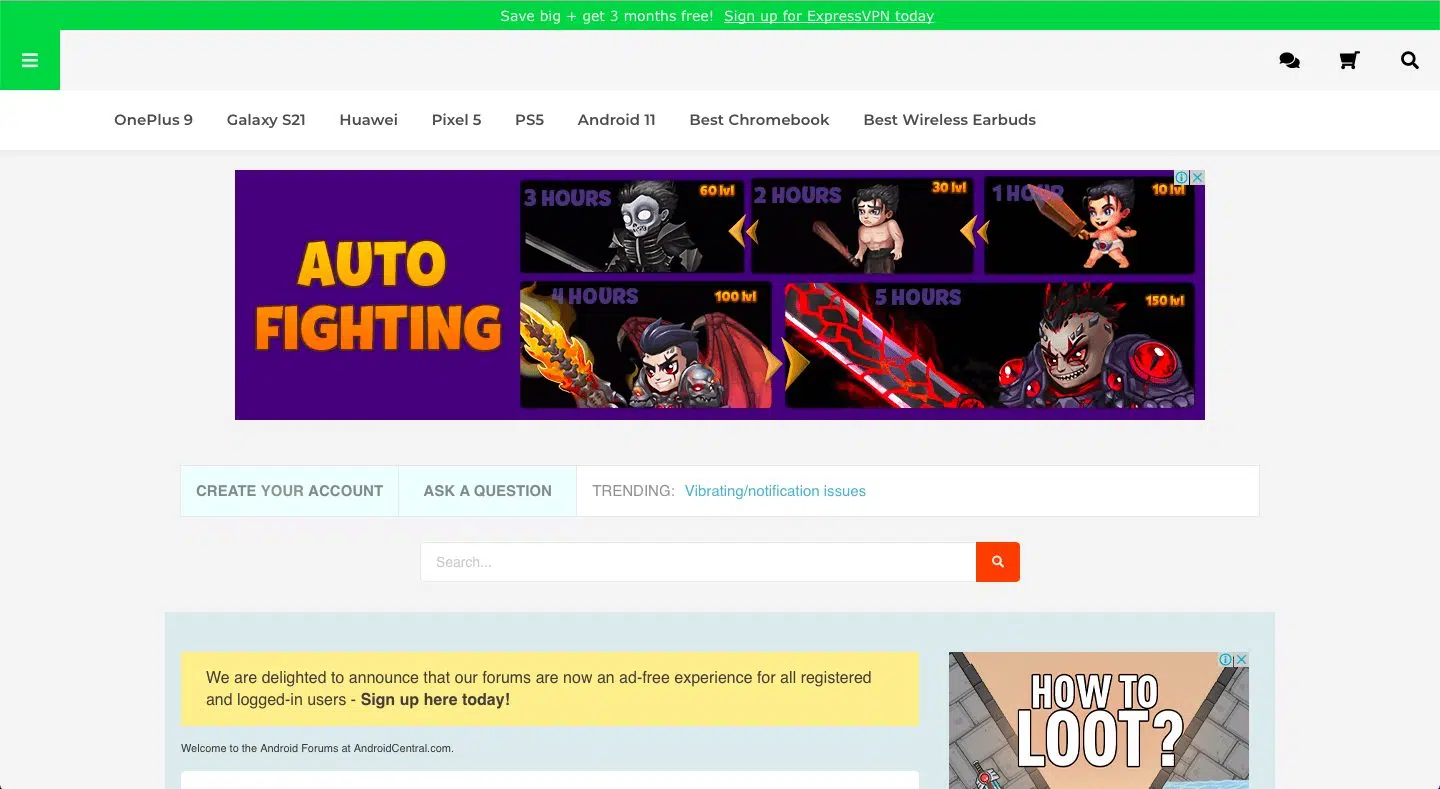 Save big + get 3 months free! Sign up for ExpressVPN today
OnePlus 9 Galaxy S21 Huawei Pixel 5 PS5 Android 11 Best Chromebook Best Wireless Earbuds
AUTO
FIGHTING
3 HOURS 60 lvl
2 HOURS 30 lvl
1 HOUR 10 lvl
4 HOURS 100 lvl
5 HOURS 150 lvl
CREATE YOUR ACCOUNT ASK A QUESTION TRENDING: Vibrating/notification issues
Search...
We are delighted to announce that our forums are now an ad-free experience for all registered
and logged-in users - Sign up here today!
Welcome to the Android Forums at AndroidCentral.com.
HOW TO
LOOT?